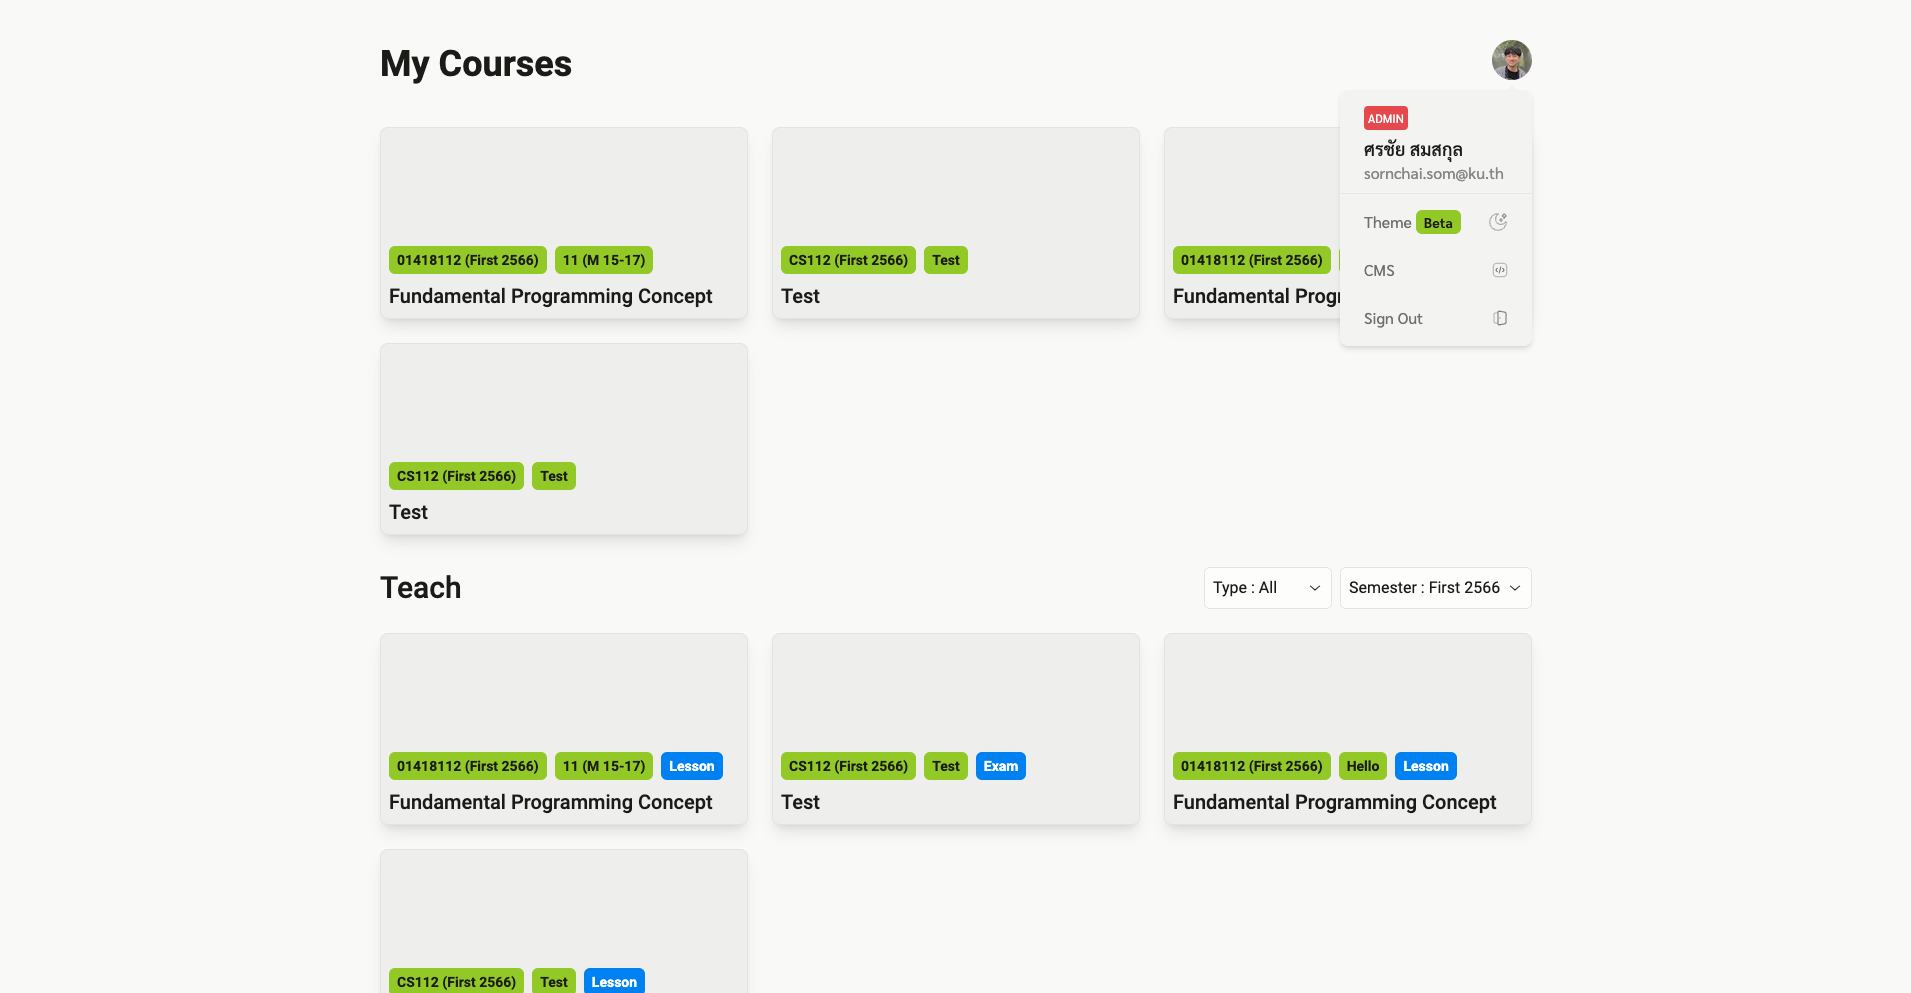 My Courses
ADMIN
ศรชัย สมสกุล
sornchai.som@ku.th
Theme Beta
CMS
Sign Out
01418112 (First 2566) 11 (M 15-17)
Fundamental Programming Concept
CS112 (First 2566) Test
Test
01418112 (First 2566)
Fundamental Prog
CS112 (First 2566) Test
Test
Teach
Type : All
Semester : First 2566
01418112 (First 2566) 11 (M 15-17) Lesson
Fundamental Programming Concept
CS112 (First 2566) Test Exam
Test
01418112 (First 2566) Hello Lesson
Fundamental Programming Concept
CS112 (First 2566) Test Lesson